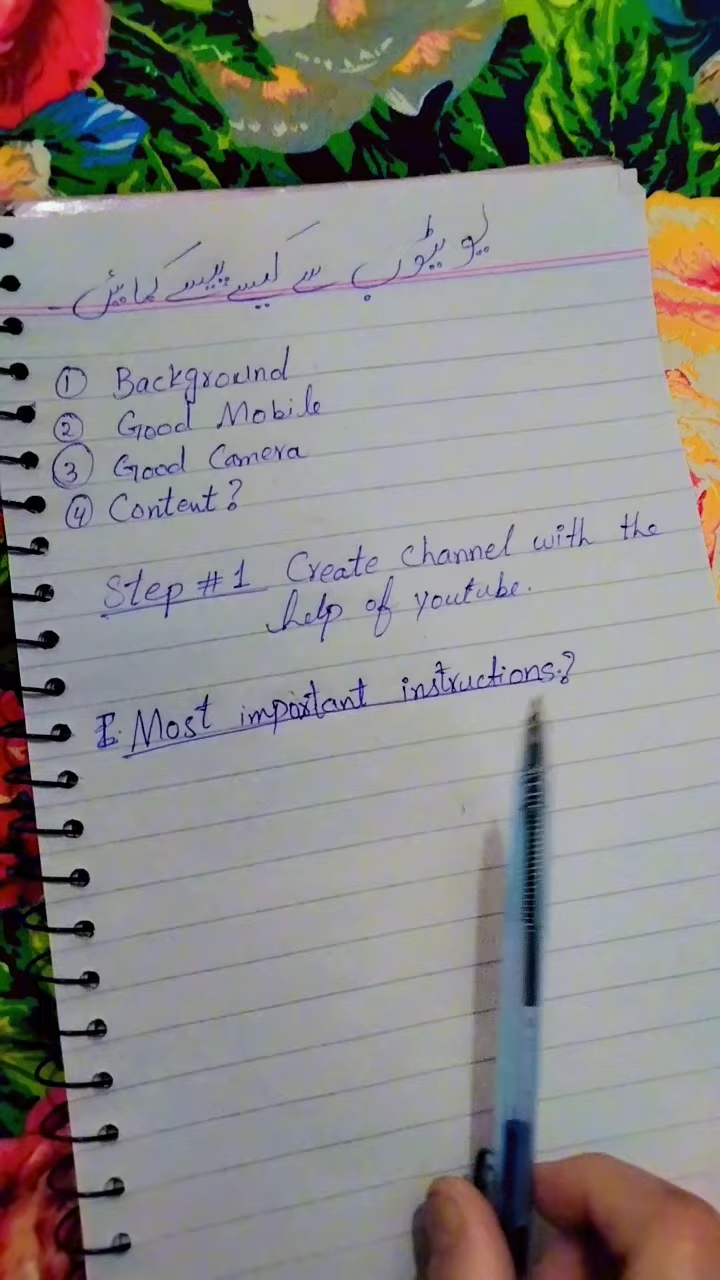 یوٹیوب سے کیسے پیسے کمائیں۔
① Background
② Good Mobile
③ Good Camera
④ Content?
Step #1 Create channel with the
help of youtube.
Most important instructions.?